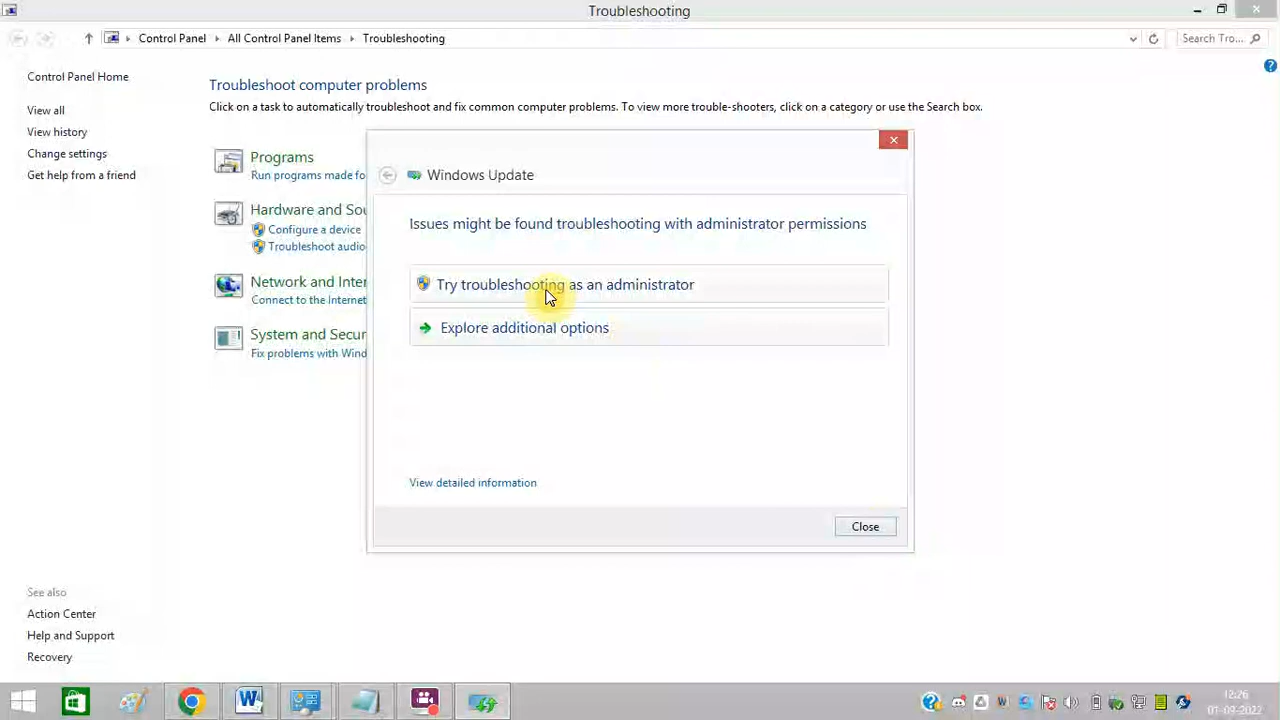 Troubleshooting
Control Panel
All Control Panel Items
Troubleshooting
Search Tro...
Control Panel Home
View all
View history
Change settings
Get help from a friend
Troubleshoot computer problems
Click on a task to automatically troubleshoot and fix common computer problems. To view more trouble-shooters, click on a category or use the Search box.
Programs
Run programs made fo
Hardware and Sou
Configure a device
Troubleshoot audio
Network and Inter
Connect to the Internet
System and Secur
Fix problems with Wind
Windows Update
Issues might be found troubleshooting with administrator permissions
Try troubleshooting as an administrator
Explore additional options
View detailed information
Close
See also
Action Center
Help and Support
Recovery
12:26
01-09-2022